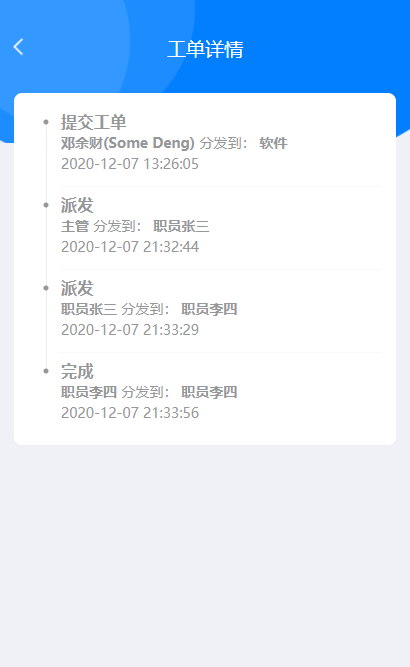 工单详情
提交工单
邓余财(Some Deng) 分发到： 软件
2020-12-07 13:26:05
派发
主管 分发到： 职员张三
2020-12-07 21:32:44
派发
职员张三 分发到： 职员李四
2020-12-07 21:33:29
完成
职员李四 分发到： 职员李四
2020-12-07 21:33:56